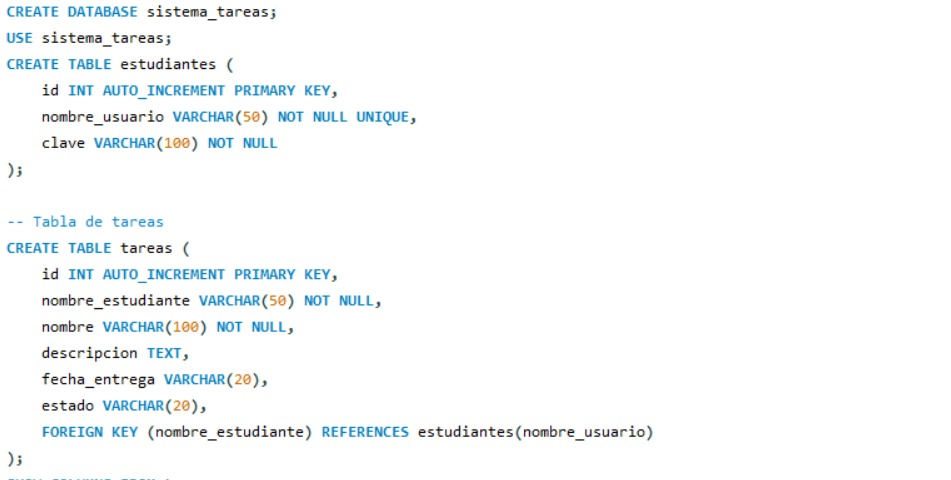 CREATE DATABASE sistema_tareas;
USE sistema_tareas;
CREATE TABLE estudiantes (
    id INT AUTO_INCREMENT PRIMARY KEY,
    nombre_usuario VARCHAR(50) NOT NULL UNIQUE,
    clave VARCHAR(100) NOT NULL
);
-- Tabla de tareas
CREATE TABLE tareas (
    id INT AUTO_INCREMENT PRIMARY KEY,
    nombre_estudiante VARCHAR(50) NOT NULL,
    nombre VARCHAR(100) NOT NULL,
    descripcion TEXT,
    fecha_entrega VARCHAR(20),
    estado VARCHAR(20),
    FOREIGN KEY (nombre_estudiante) REFERENCES estudiantes(nombre_usuario)
);